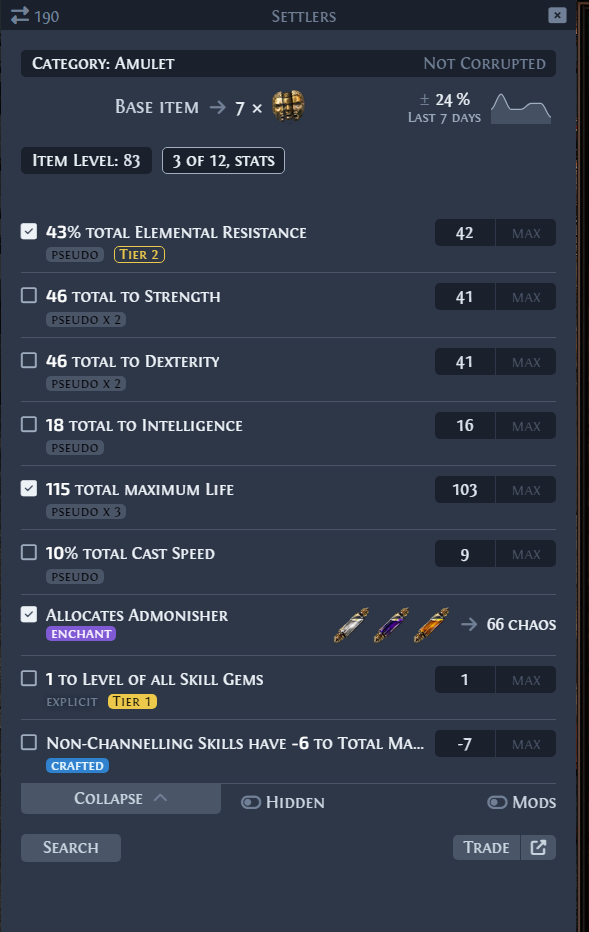 190
Settlers
Category: Amulet
Not Corrupted
Base item → 7 ×
± 24 %
Last 7 days
Item Level: 83
3 of 12, stats
43% total Elemental Resistance
42
MAX
PSEUDO
Tier 2
46 total to Strength
41
MAX
PSEUDO X 2
46 total to Dexterity
41
MAX
PSEUDO X 2
18 total to Intelligence
16
MAX
PSEUDO
115 total maximum Life
103
MAX
PSEUDO X 3
10% total Cast Speed
9
MAX
PSEUDO
Allocates Admonisher
→ 66 chaos
ENCHANT
1 to Level of all Skill Gems
1
MAX
EXPLICIT
Tier 1
Non-Channelling Skills have -6 to Total Ma...
-7
MAX
CRAFTED
Collapse
Hidden
Mods
Search
Trade